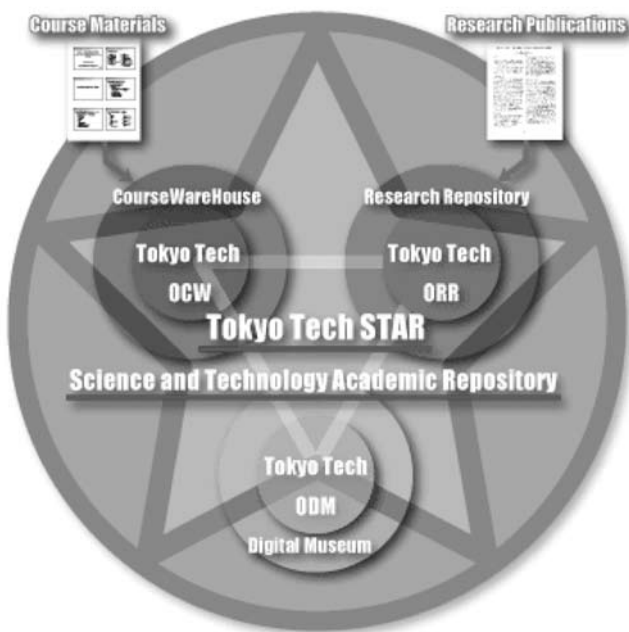 Course Materials
Research Publications
CourseWareHouse
Research Repository
Tokyo Tech
OCW
Tokyo Tech
ORR
Tokyo Tech STAR
Science and Technology Academic Repository
Tokyo Tech
ODM
Digital Museum